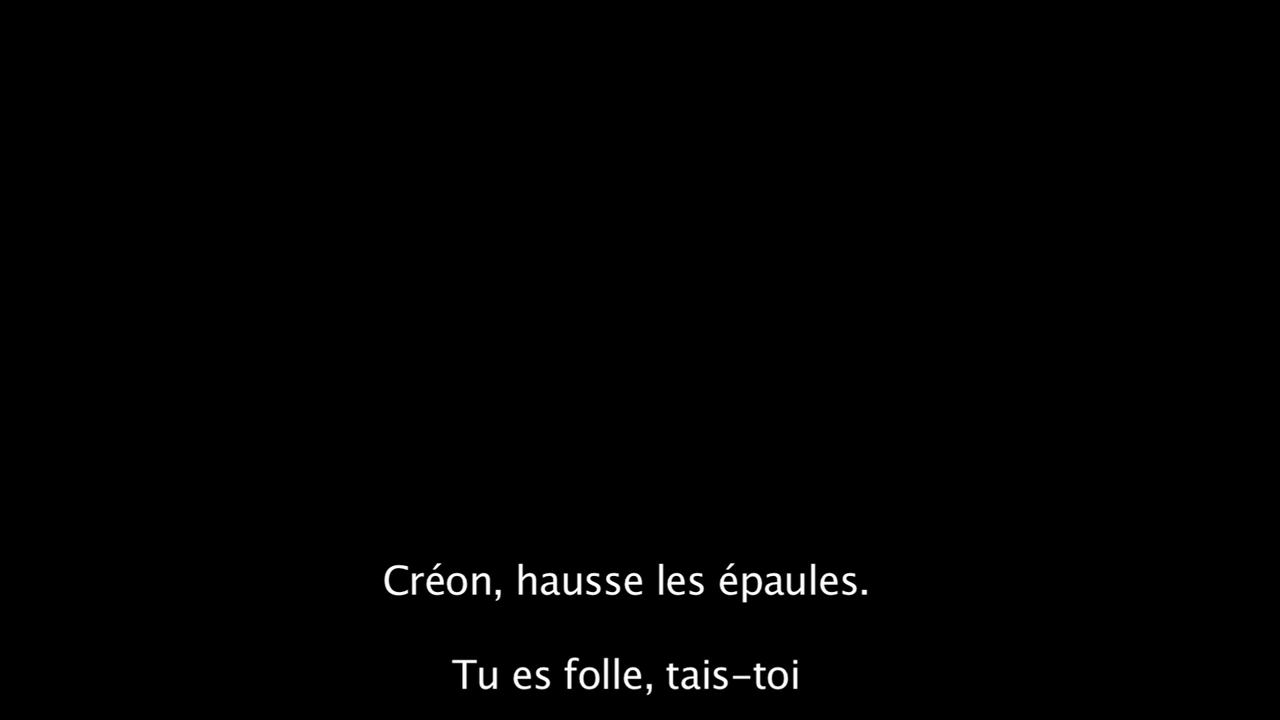 Créon, hausse les épaules.
Tu es folle, tais-toi